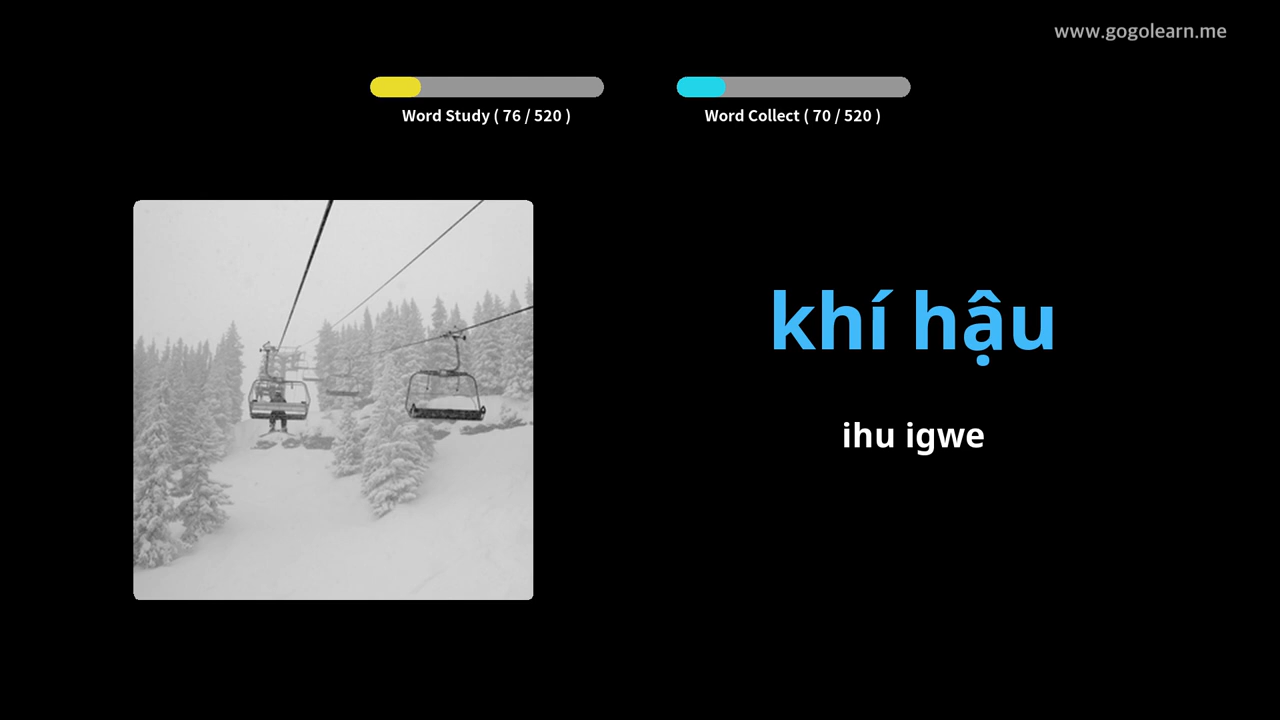 www.gogolearn.me
Word Study ( 76 / 520 )
Word Collect ( 70 / 520 )
khí hậu
ihu igwe